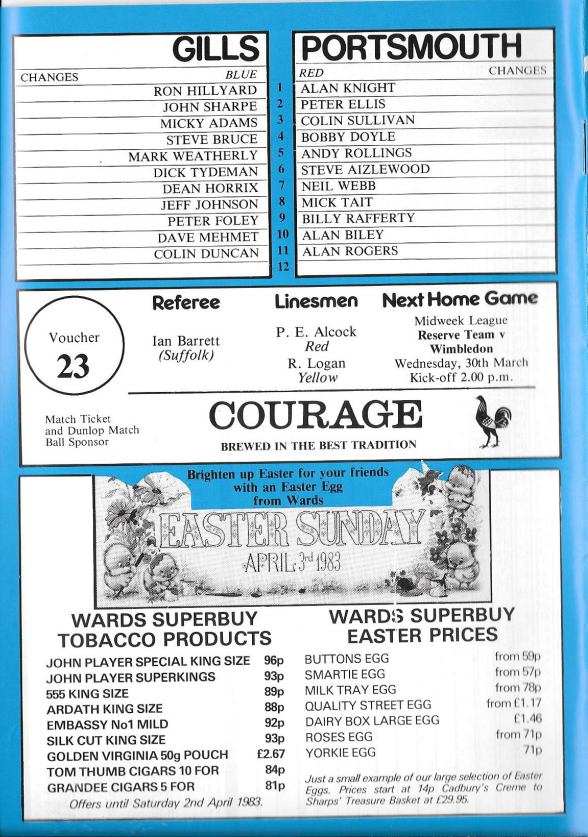 GILLS
CHANGES BLUE
RON HILLYARD
JOHN SHARPE
MICKY ADAMS
STEVE BRUCE
MARK WEATHERLY
DICK TYDEMAN
DEAN HORRIX
JEFF JOHNSON
PETER FOLEY
DAVE MEHMET
COLIN DUNCAN
1
2
3
4
5
6
7
8
9
10
11
12
PORTSMOUTH
RED CHANGES
ALAN KNIGHT
PETER ELLIS
COLIN SULLIVAN
BOBBY DOYLE
ANDY ROLLINGS
STEVE AIZLEWOOD
NEIL WEBB
MICK TAIT
BILLY RAFFERTY
ALAN BILEY
ALAN ROGERS
Voucher
23
Match Ticket
and Dunlop Match
Ball Sponsor
Referee
Ian Barrett
(Suffolk)
Linesmen
P. E. Alcock
Red
R. Logan
Yellow
Next Home Game
Midweek League
Reserve Team v
Wimbledon
Wednesday, 30th March
Kick-off 2.00 p.m.
COURAGE
BREWED IN THE BEST TRADITION
Brighten up Easter for your friends
with an Easter Egg
from Wards
EASTER SUNDAY
APRIL 3rd 1983
WARDS SUPERBUY
TOBACCO PRODUCTS
JOHN PLAYER SPECIAL KING SIZE 96p
JOHN PLAYER SUPERKINGS 93p
555 KING SIZE 89p
ARDATH KING SIZE 88p
EMBASSY No1 MILD 92p
SILK CUT KING SIZE 93p
GOLDEN VIRGINIA 50g POUCH £2.67
TOM THUMB CIGARS 10 FOR 84p
GRANDEE CIGARS 5 FOR 81p
Offers until Saturday 2nd April 1983.
WARDS SUPERBUY
EASTER PRICES
BUTTONS EGG from 59p
SMARTIE EGG from 57p
MILK TRAY EGG from 78p
QUALITY STREET EGG from £1.17
DAIRY BOX LARGE EGG £1.46
ROSES EGG from 71p
YORKIE EGG 71p
Just a small example of our large selection of Easter
Eggs. Prices start at 14p Cadbury's Creme to
Sharps' Treasure Basket at £29.95.